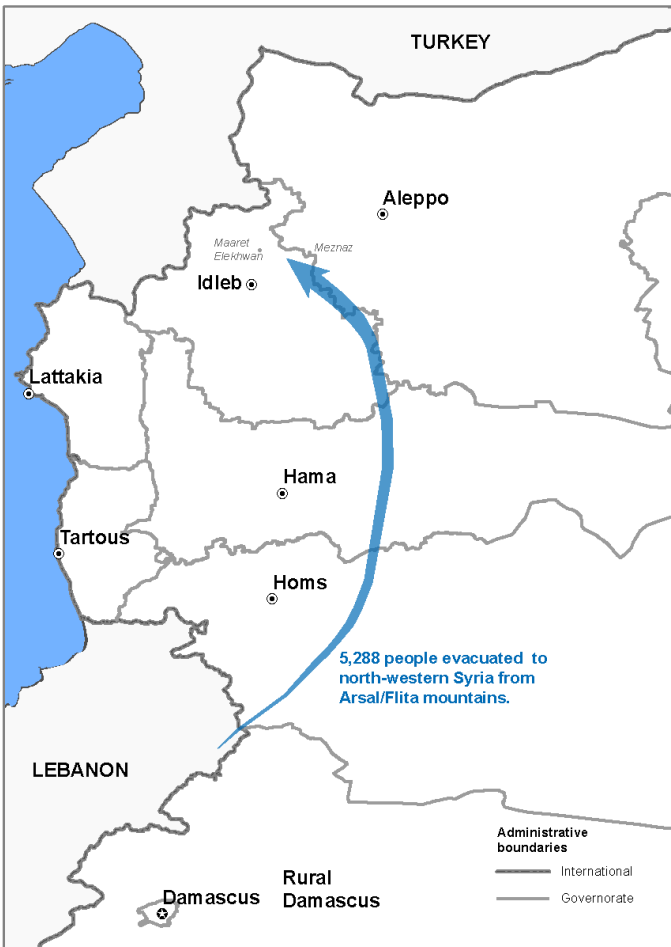 TURKEY
Aleppo
Maaret
Elekhwan
Meznaz
Idleb
Lattakia
Hama
Tartous
Homs
5,288 people evacuated to
north-western Syria from
Arsal/Flita mountains.
LEBANON
Administrative
boundaries
International
Governorate
Rural
Damascus
Damascus